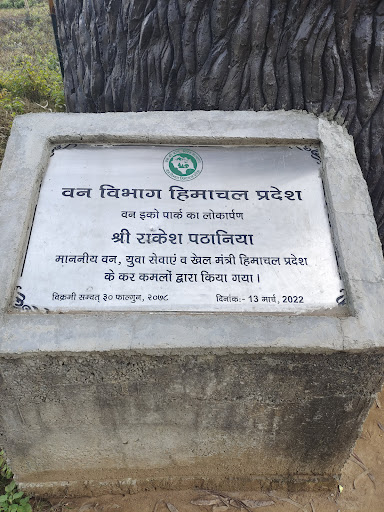 वन विभाग हिमाचल प्रदेश
वन इको पार्क का लोकार्पण
श्री राकेश पठानिया
माननीय वन, युवा सेवाएं व खेल मंत्री हिमाचल प्रदेश
के कर कमलों द्वारा किया गया।
विक्रमी सम्वत् ३० फाल्गुन, २०७८ दिनांक:- 13 मार्च, 2022